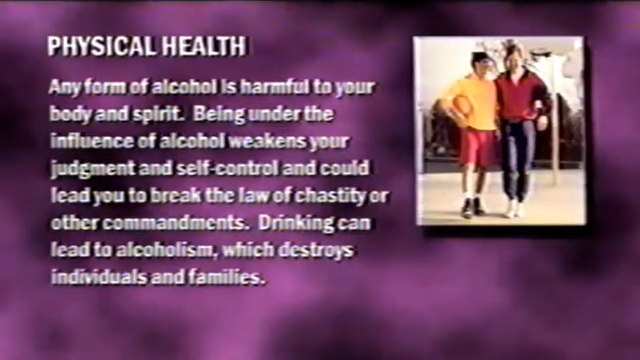 PHYSICAL HEALTH
Any form of alcohol is harmful to your
body and spirit. Being under the
influence of alcohol weakens your
judgment and self-control and could
lead you to break the law of chastity or
other commandments. Drinking can
lead to alcoholism, which destroys
individuals and families.